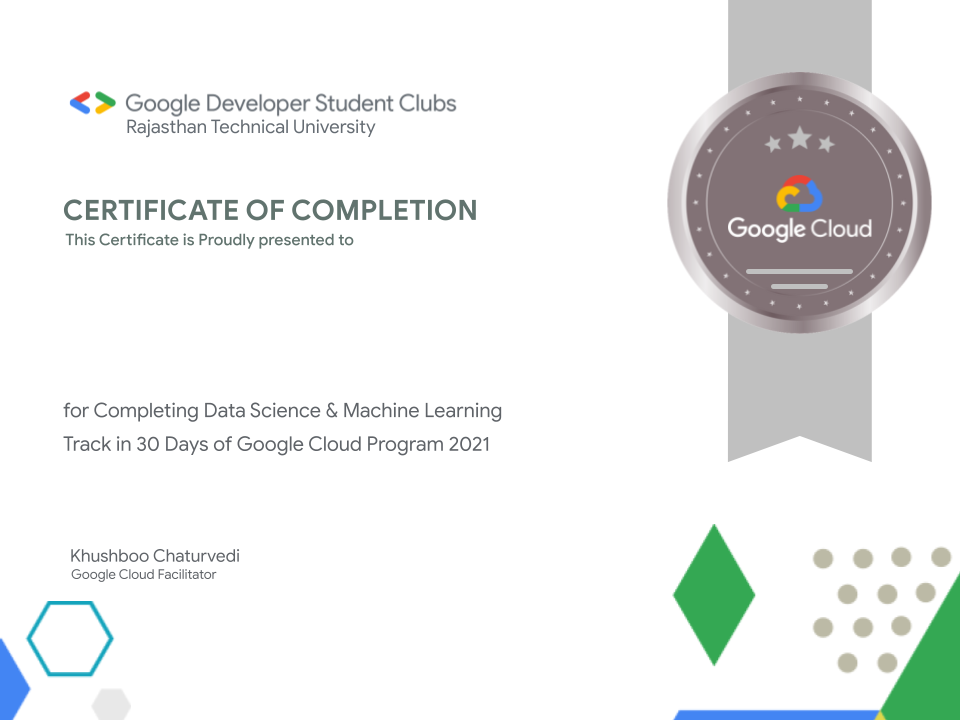 Google Developer Student Clubs
Rajasthan Technical University
Google Cloud
CERTIFICATE OF COMPLETION
This Certificate is Proudly presented to
for Completing Data Science & Machine Learning
Track in 30 Days of Google Cloud Program 2021
Khushboo Chaturvedi
Google Cloud Facilitator